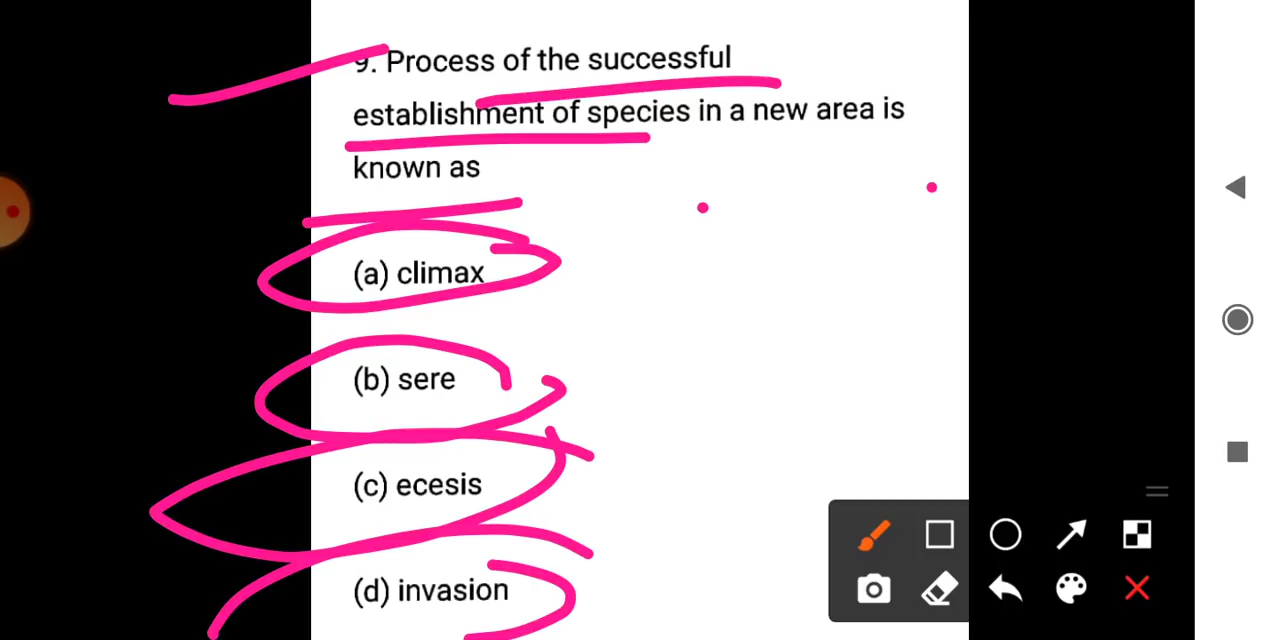 9. Process of the successful
establishment of species in a new area is
known as
(a) climax
(b) sere
(c) ecesis
(d) invasion